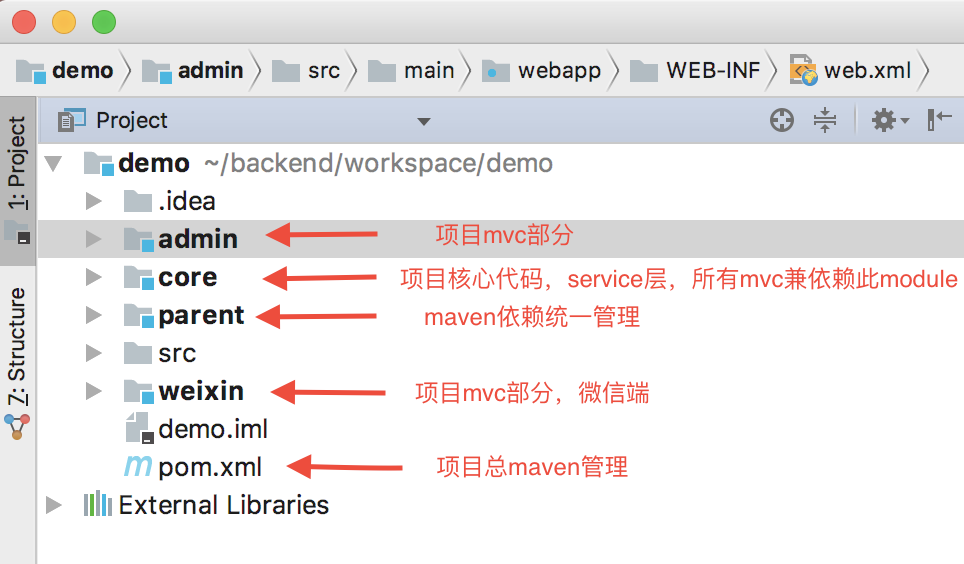 demo admin src main webapp WEB-INF web.xml
1: Project
Project
demo ~/backend/workspace/demo
.idea
admin 项目mvc部分
core 项目核心代码，service层，所有mvc兼依赖此module
parent maven依赖统一管理
src
7: Structure
weixin 项目mvc部分，微信端
demo.iml
pom.xml 项目总maven管理
External Libraries